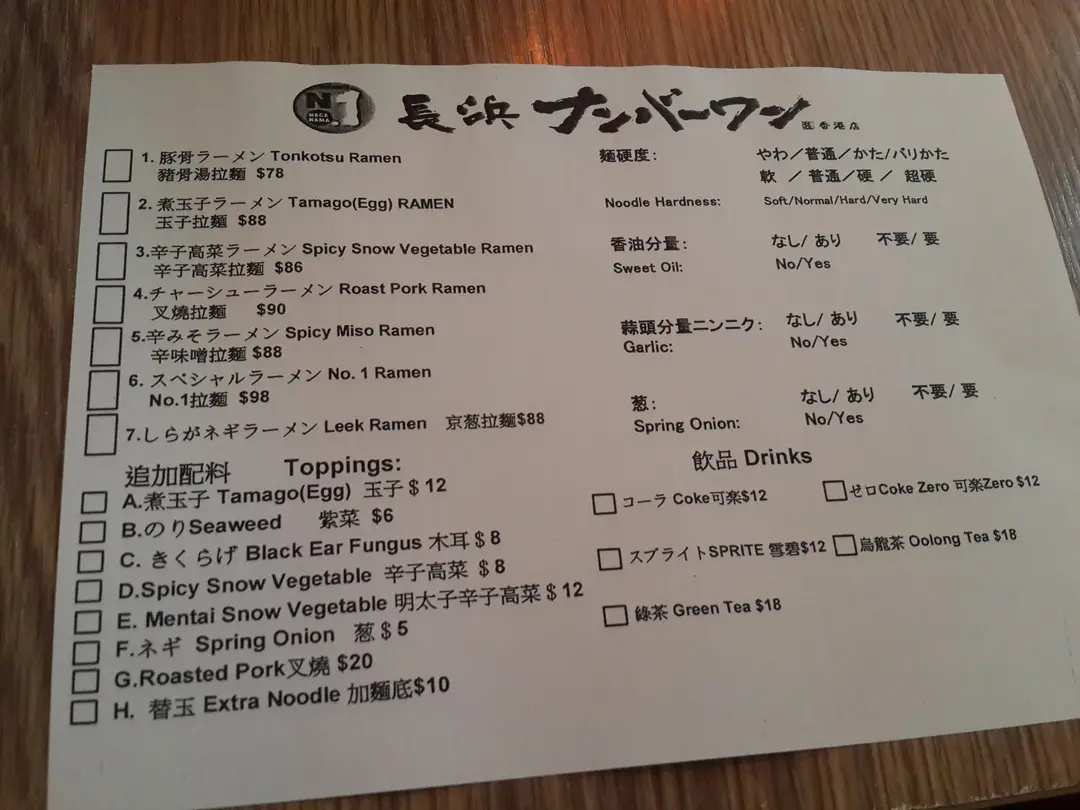 N 1 NAGA HAMA. 長浜 ナンバーワン 香港店
1. 豚骨ラーメン Tonkotsu Ramen
豬骨湯拉麵 $78
2. 煮玉子ラーメン Tamago(Egg) RAMEN
玉子拉麵 $88
3.辛子高菜ラーメン Spicy Snow Vegetable Ramen
辛子高菜拉麵 $86
4.チャーシューラーメン Roast Pork Ramen
叉燒拉麵 $90
5.辛みそラーメン Spicy Miso Ramen
辛味噌拉麵 $88
6. スペシャルラーメン No. 1 Ramen
No.1拉麵 $98
7.しらがネギラーメン Leek Ramen 京葱拉麵$88
麵硬度: やわ/普通/かた/バリかた
軟 / 普通/硬 / 超硬
Noodle Hardness: Soft/Normal/Hard/Very Hard
香油分量: なし/ あり 不要/ 要
Sweet Oil: No/Yes
蒜頭分量ニンニク: なし/ あり 不要/ 要
Garlic: No/Yes
葱: なし/ あり 不要/ 要
Spring Onion: No/Yes
追加配料 Toppings:
A.煮玉子 Tamago(Egg) 玉子$12
B.のりSeaweed 紫菜 $6
C. きくらげ Black Ear Fungus 木耳$8
D.Spicy Snow Vegetable 辛子高菜 $8
E. Mentai Snow Vegetable 明太子辛子高菜$12
F.ネギ Spring Onion 葱$5
G.Roasted Pork叉燒 $20
H. 替玉 Extra Noodle 加麵底$10
飲品 Drinks
コーラ Coke可楽$12 ゼロCoke Zero 可楽Zero $12
スプライトSPRITE 雪碧$12 烏龍茶 Oolong Tea $18
綠茶 Green Tea $18